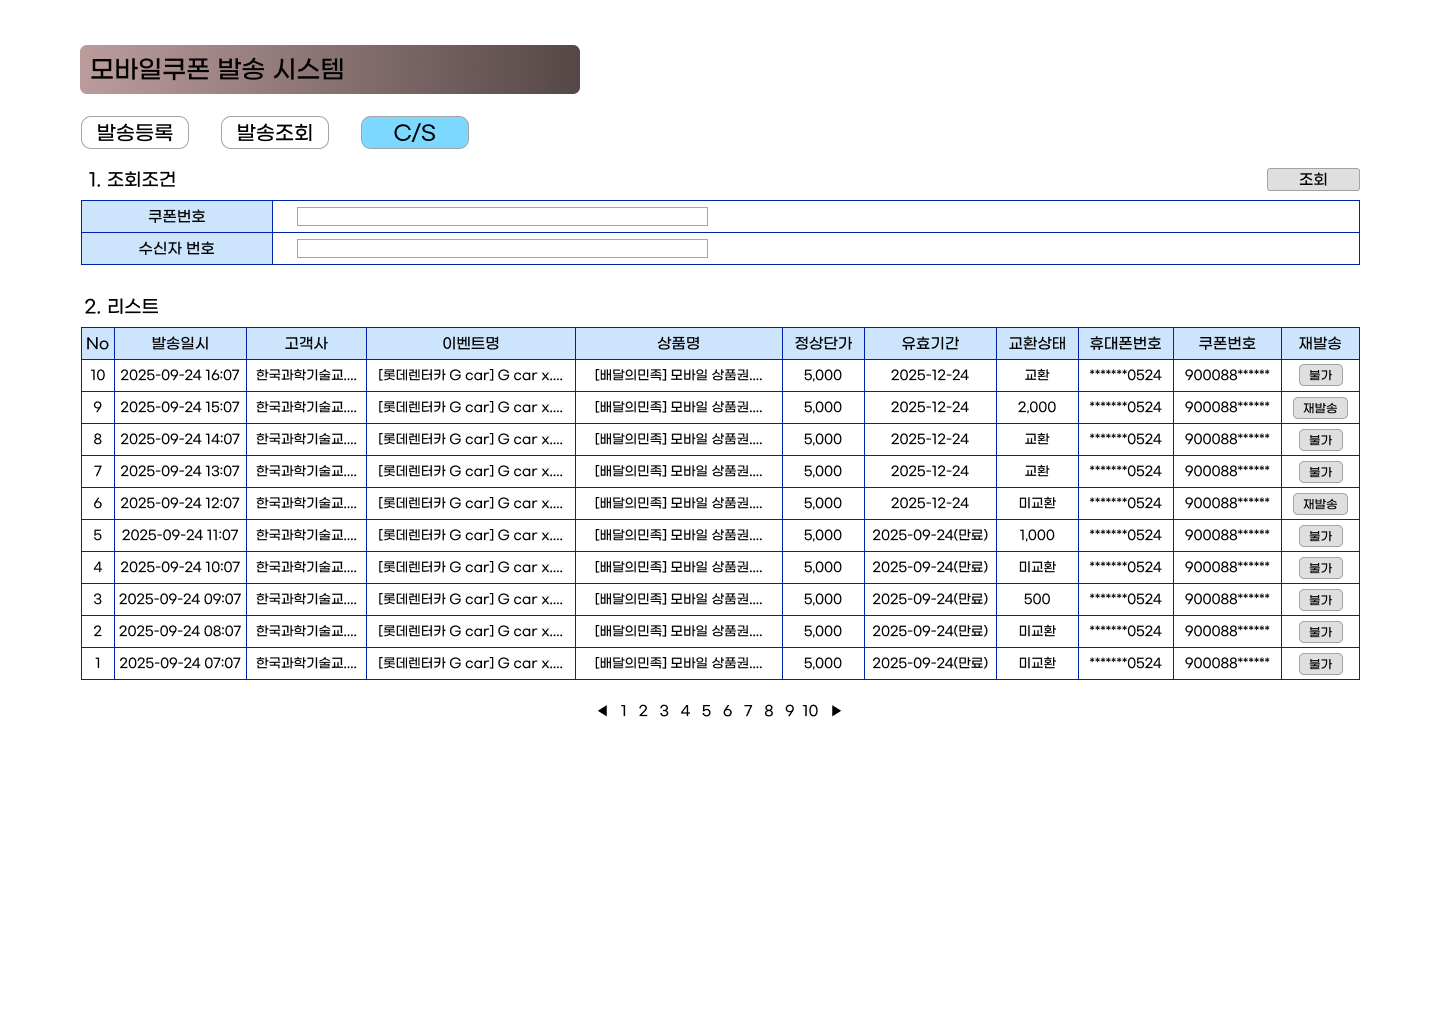 모바일쿠폰 발송 시스템
발송등록 발송조회 C/S
1. 조회조건 조회
쿠폰번호
수신자 번호
2. 리스트
No 발송일시 고객사 이벤트명 상품명 정상단가 유효기간 교환상태 휴대폰번호 쿠폰번호 재발송
10 2025-09-24 16:07 한국과학기술교.... [롯데렌터카 G car] G car x.... [배달의민족] 모바일 상품권.... 5,000 2025-12-24 교환 *******0524 900088****** 불가
9 2025-09-24 15:07 한국과학기술교.... [롯데렌터카 G car] G car x.... [배달의민족] 모바일 상품권.... 5,000 2025-12-24 2,000 *******0524 900088****** 재발송
8 2025-09-24 14:07 한국과학기술교.... [롯데렌터카 G car] G car x.... [배달의민족] 모바일 상품권.... 5,000 2025-12-24 교환 *******0524 900088****** 불가
7 2025-09-24 13:07 한국과학기술교.... [롯데렌터카 G car] G car x.... [배달의민족] 모바일 상품권.... 5,000 2025-12-24 교환 *******0524 900088****** 불가
6 2025-09-24 12:07 한국과학기술교.... [롯데렌터카 G car] G car x.... [배달의민족] 모바일 상품권.... 5,000 2025-12-24 미교환 *******0524 900088****** 재발송
5 2025-09-24 11:07 한국과학기술교.... [롯데렌터카 G car] G car x.... [배달의민족] 모바일 상품권.... 5,000 2025-09-24(만료) 1,000 *******0524 900088****** 불가
4 2025-09-24 10:07 한국과학기술교.... [롯데렌터카 G car] G car x.... [배달의민족] 모바일 상품권.... 5,000 2025-09-24(만료) 미교환 *******0524 900088****** 불가
3 2025-09-24 09:07 한국과학기술교.... [롯데렌터카 G car] G car x.... [배달의민족] 모바일 상품권.... 5,000 2025-09-24(만료) 500 *******0524 900088****** 불가
2 2025-09-24 08:07 한국과학기술교.... [롯데렌터카 G car] G car x.... [배달의민족] 모바일 상품권.... 5,000 2025-09-24(만료) 미교환 *******0524 900088****** 불가
1 2025-09-24 07:07 한국과학기술교.... [롯데렌터카 G car] G car x.... [배달의민족] 모바일 상품권.... 5,000 2025-09-24(만료) 미교환 *******0524 900088****** 불가
◀ 1 2 3 4 5 6 7 8 9 10 ▶